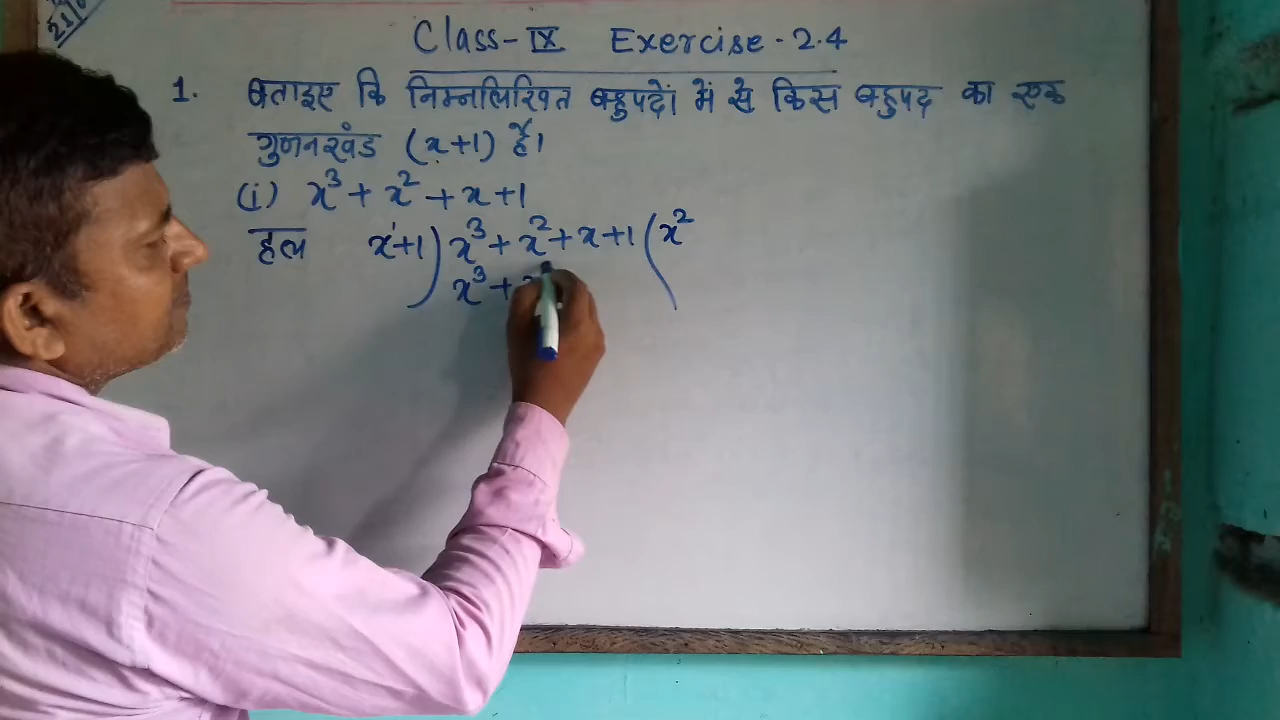 Class-IX Exercise-2.4
1. बताइए कि निम्नलिखित बहुपदों में से किस बहुपद का एक
गुणनखंड (x+1) है।
(i) x³ + x² + x + 1
हल x+1) x³ + x² + x + 1 ( x²
x³ +